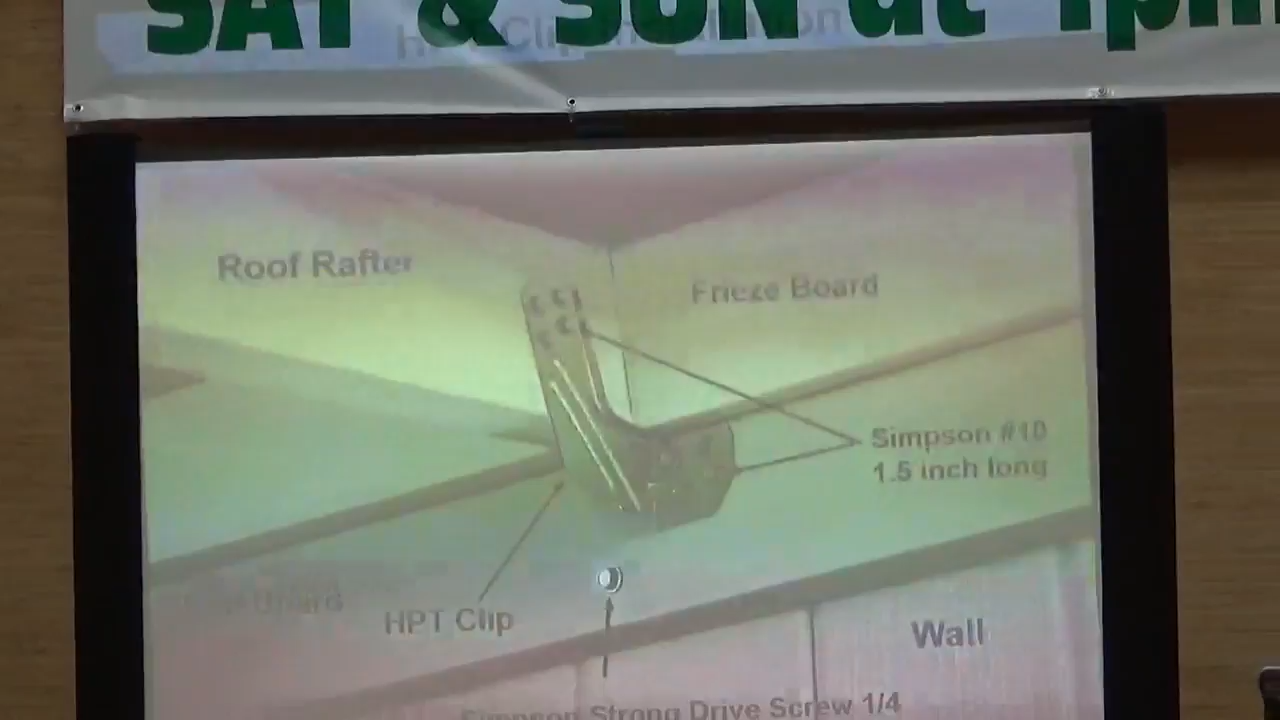 SAT & SUN at 1pm
Roof Rafter
Frieze Board
Simpson #10
1.5 inch long
HPT Clip
Wall
Simpson Strong Drive Screw 1/4